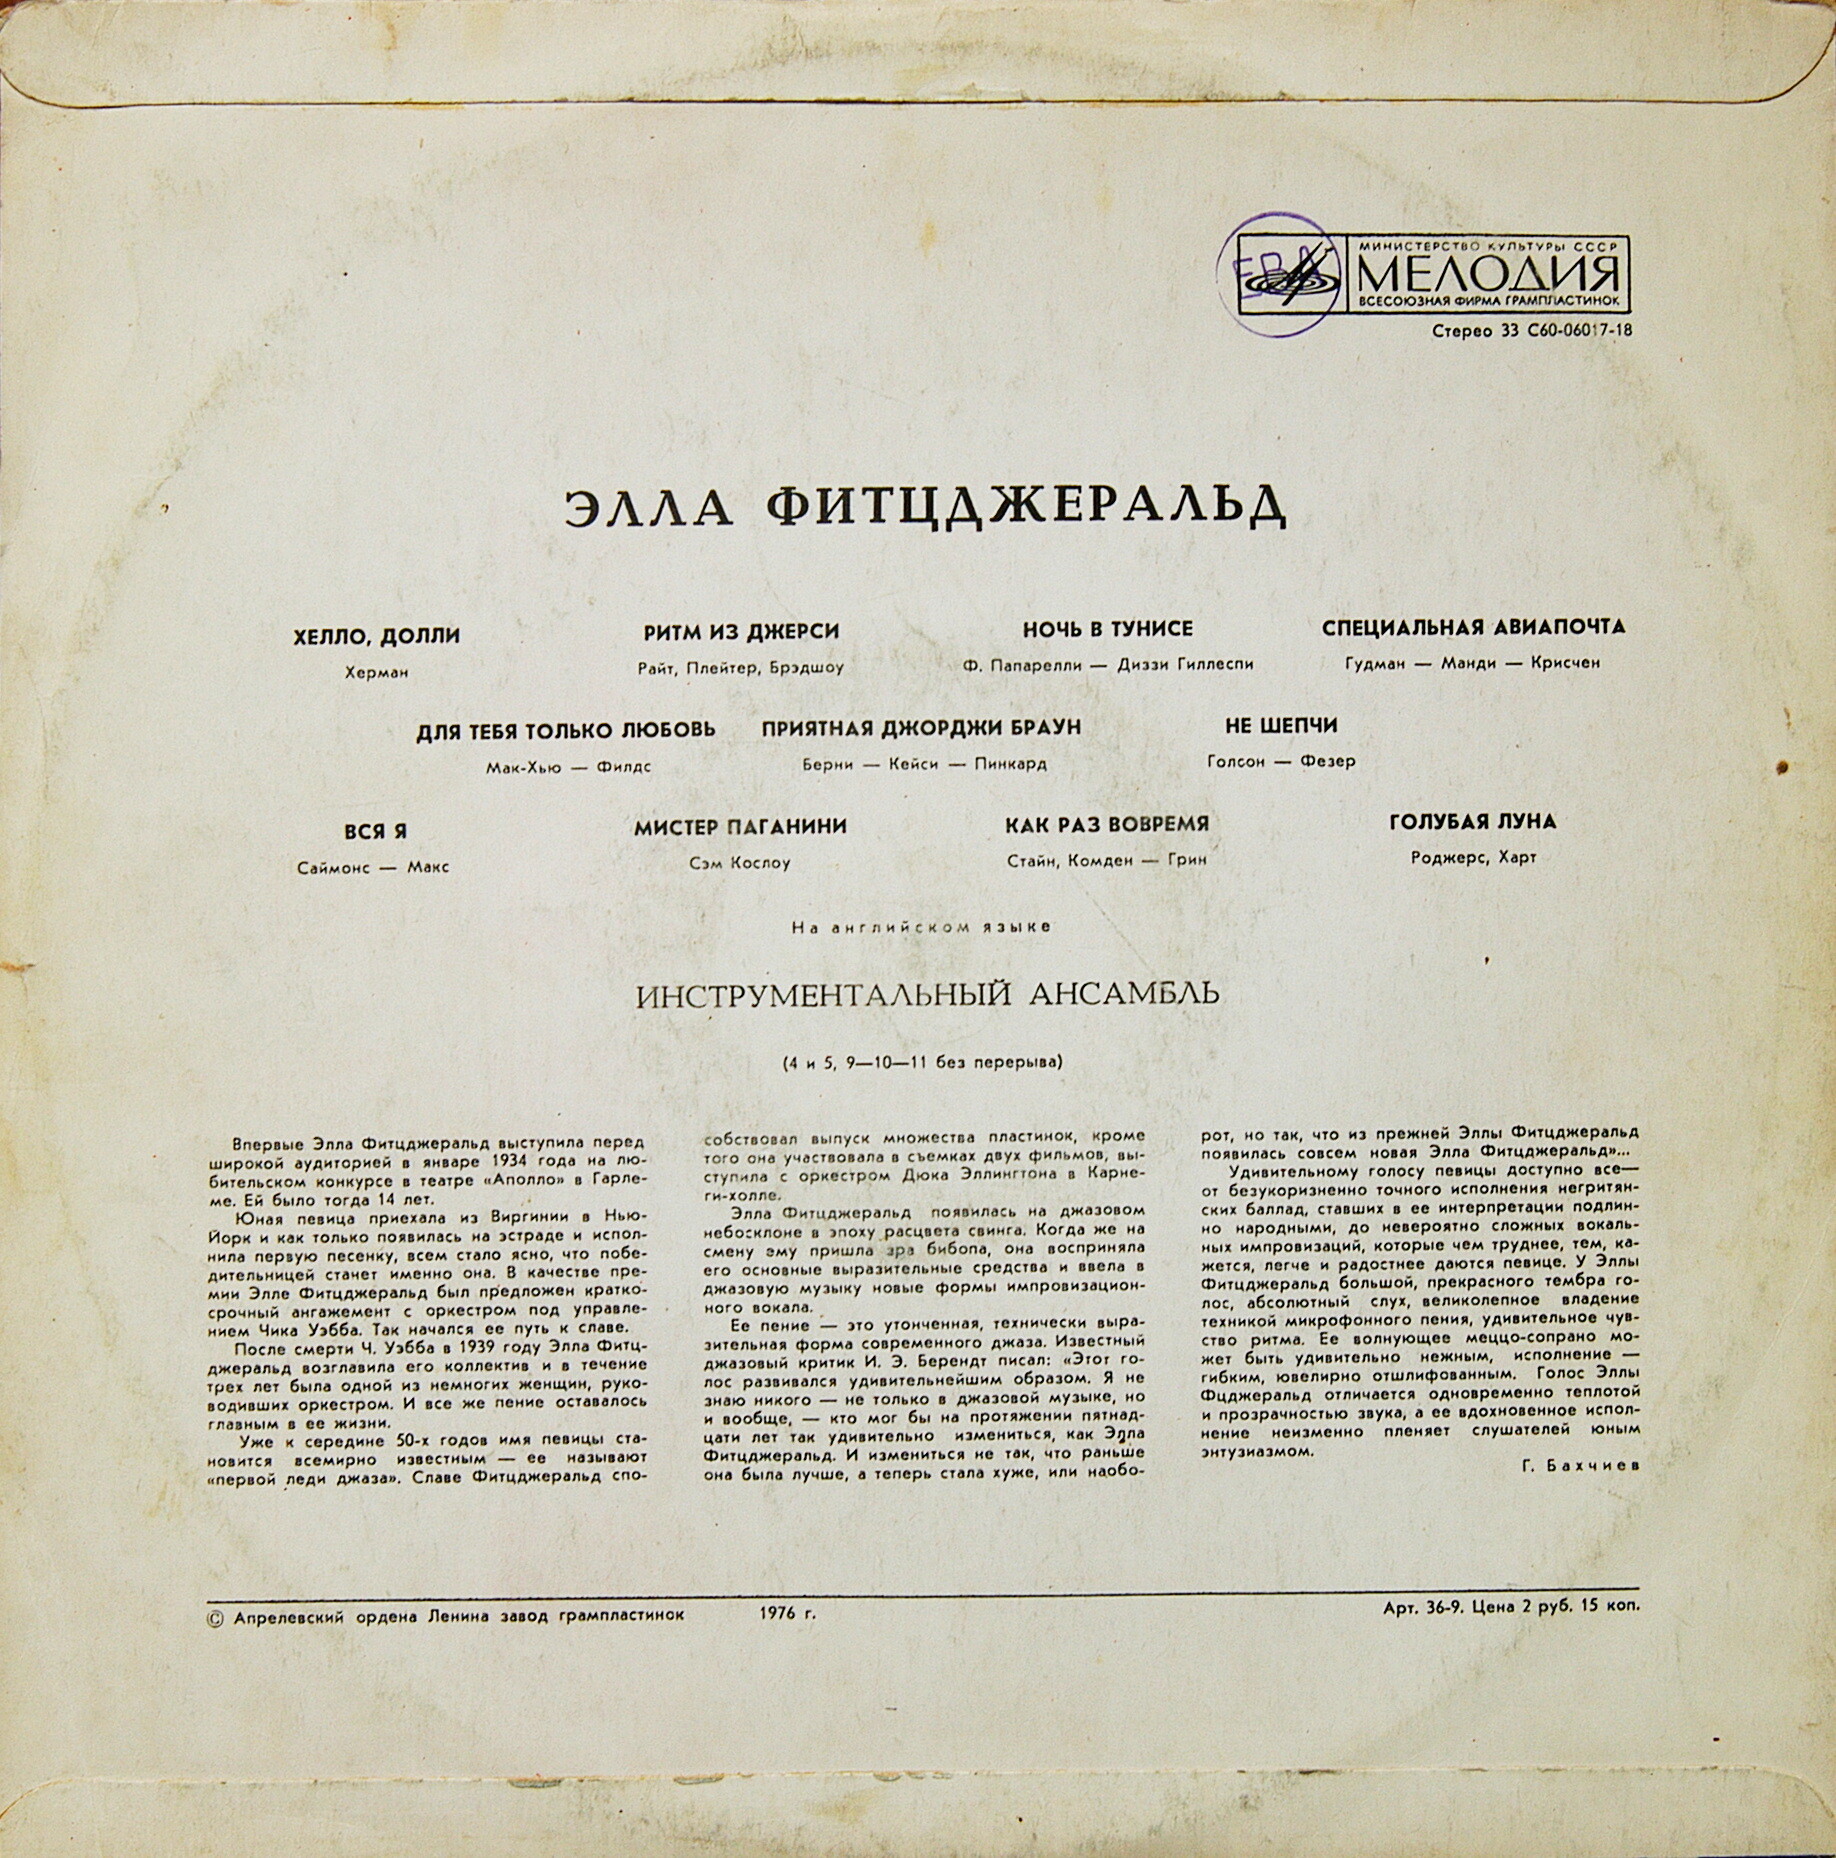 EBA
МИНИСТЕРСТВО КУЛЬТУРЫ СССР
МЕЛОДИЯ
ВСЕСОЮЗНАЯ ФИРМА ГРАМПЛАСТИНОК
Стерео 33 С60-06017-18
ЭЛЛА ФИТЦДЖЕРАЛЬД
ХЕЛЛО, ДОЛЛИ РИТМ ИЗ ДЖЕРСИ НОЧЬ В ТУНИСЕ СПЕЦИАЛЬНАЯ АВИАПОЧТА
Херман Райт, Плейтер, Брэдшоу Ф. Папарелли — Диззи Гиллеспи Гудман — Манди — Крисчен
ДЛЯ ТЕБЯ ТОЛЬКО ЛЮБОВЬ ПРИЯТНАЯ ДЖОРДЖИ БРАУН НЕ ШЕПЧИ
Мак-Хью — Филдс Берни — Кейси — Пинкард Голсон — Фезер
ВСЯ Я МИСТЕР ПАГАНИНИ КАК РАЗ ВОВРЕМЯ ГОЛУБАЯ ЛУНА
Саймонс — Макс Сэм Кослоу Стайн, Комден — Грин Роджерс, Харт
На английском языке
ИНСТРУМЕНТАЛЬНЫЙ АНСАМБЛЬ
(4 и 5, 9—10—11 без перерыва)
Впервые Элла Фитцджеральд выступила перед
широкой аудиторией в январе 1934 года на лю-
бительском конкурсе в театре «Аполло» в Гарле-
ме. Ей было тогда 14 лет.
Юная певица приехала из Виргинии в Нью-
Йорк и как только появилась на эстраде и испол-
нила первую песенку, всем стало ясно, что побе-
дительницей станет именно она. В качестве пре-
мии Элле Фитцджеральд был предложен кратко-
срочный ангажемент с оркестром под управле-
нием Чика Уэбба. Так начался ее путь к славе.
После смерти Ч. Уэбба в 1939 году Элла Фитц-
джеральд возглавила его коллектив и в течение
трех лет была одной из немногих женщин, руко-
водивших оркестром. И все же пение оставалось
главным в ее жизни.
Уже к середине 50-х годов имя певицы ста-
новится всемирно известным — ее называют
«первой леди джаза». Славе Фитцджеральд спо-
собствовал выпуск множества пластинок, кроме
того она участвовала в съемках двух фильмов, вы-
ступила с оркестром Дюка Эллингтона в Карне-
ги-холле.
Элла Фитцджеральд появилась на джазовом
небосклоне в эпоху расцвета свинга. Когда же на
смену ему пришла эра бибопа, она восприняла
его основные выразительные средства и ввела в
джазовую музыку новые формы импровизацион-
ного вокала.
Ее пение — это утонченная, технически выра-
зительная форма современного джаза. Известный
джазовый критик И. Э. Берендт писал: «Этот го-
лос развивался удивительнейшим образом. Я не
знаю никого — не только в джазовой музыке, но
и вообще, — кто мог бы на протяжении пятнад-
цати лет так удивительно измениться, как Элла
Фитцджеральд. И измениться не так, что раньше
она была лучше, а теперь стала хуже, или наобо-
рот, но так, что из прежней Эллы Фитцджеральд
появилась совсем новая Элла Фитцджеральд»...
Удивительному голосу певицы доступно все—
от безукоризненно точного исполнения негритян-
ских баллад, ставших в ее интерпретации подлин-
но народными, до невероятно сложных вокаль-
ных импровизаций, которые чем труднее, тем, ка-
жется, легче и радостнее даются певице. У Эллы
Фитцджеральд большой, прекрасного тембра го-
лос, абсолютный слух, великолепное владение
техникой микрофонного пения, удивительное чув-
ство ритма. Ее волнующее меццо-сопрано мо-
жет быть удивительно нежным, исполнение —
гибким, ювелирно отшлифованным. Голос Эллы
Фцджеральд отличается одновременно теплотой
и прозрачностью звука, а ее вдохновенное испол-
нение неизменно пленяет слушателей юным
энтузиазмом.
Г. Бахчиев
© Апрелевский ордена Ленина завод грампластинок 1976 г. Арт. 36-9. Цена 2 руб. 15 коп.